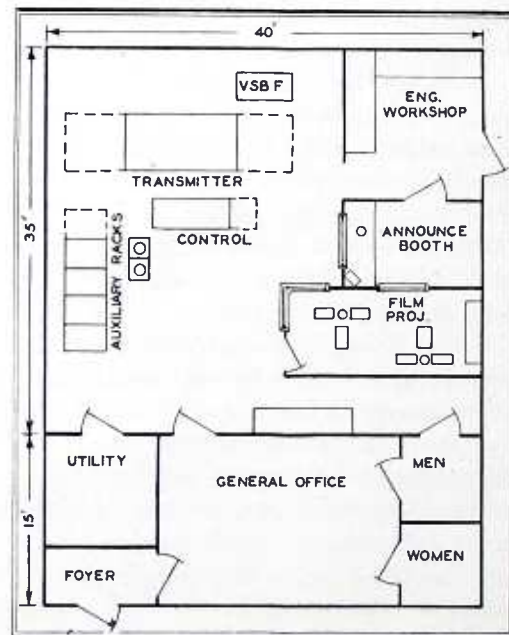 40'
VSB F
ENG.
WORKSHOP
TRANSMITTER
35'
CONTROL
ANNOUNCE
BOOTH
AUXILIARY RACKS
FILM
PROJ.
UTILITY
GENERAL OFFICE
MEN
15'
FOYER
WOMEN